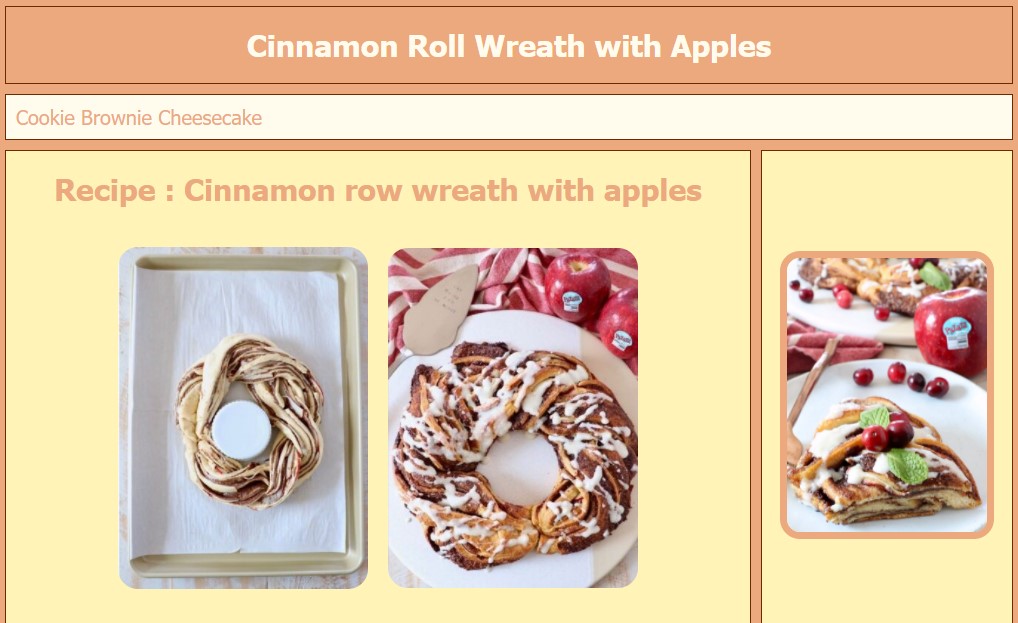 Cinnamon Roll Wreath with Apples
Cookie Brownie Cheesecake
Recipe : Cinnamon row wreath with apples